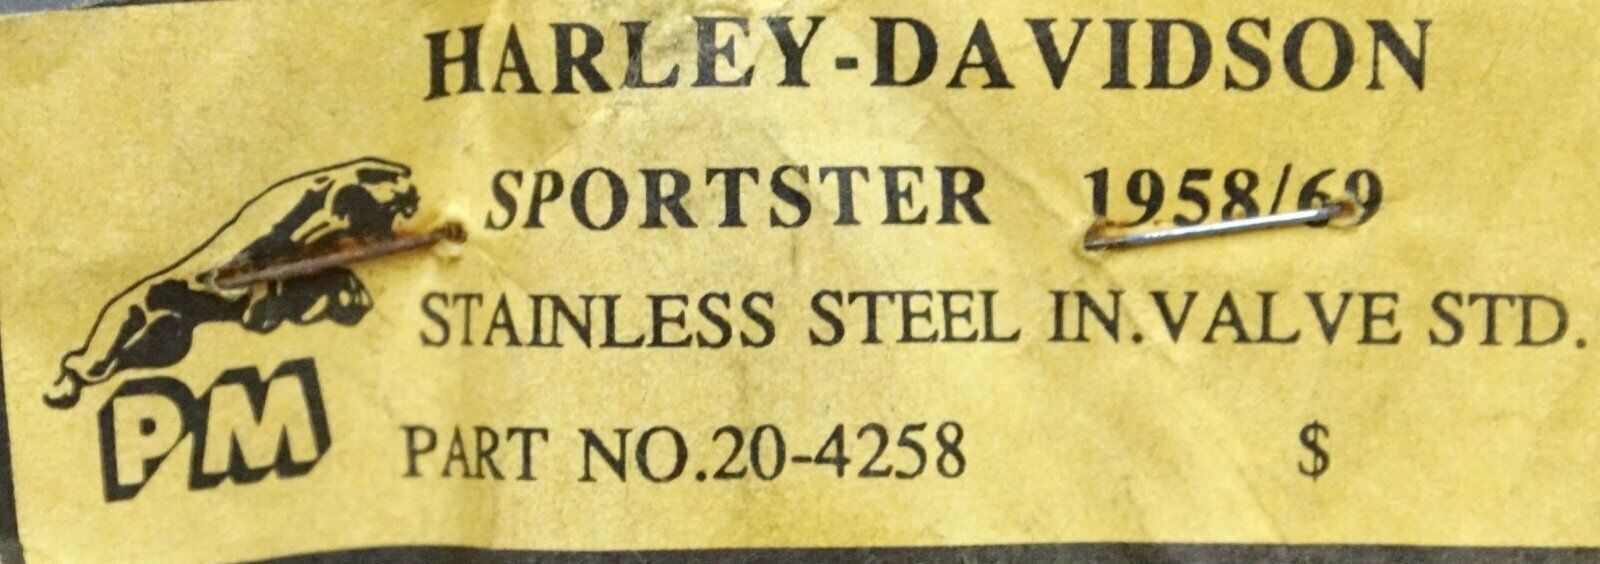 HARLEY-DAVIDSON
SPORTSTER 1958/69
STAINLESS STEEL IN.VALVE STD.
PM
PART NO.20-4258 $